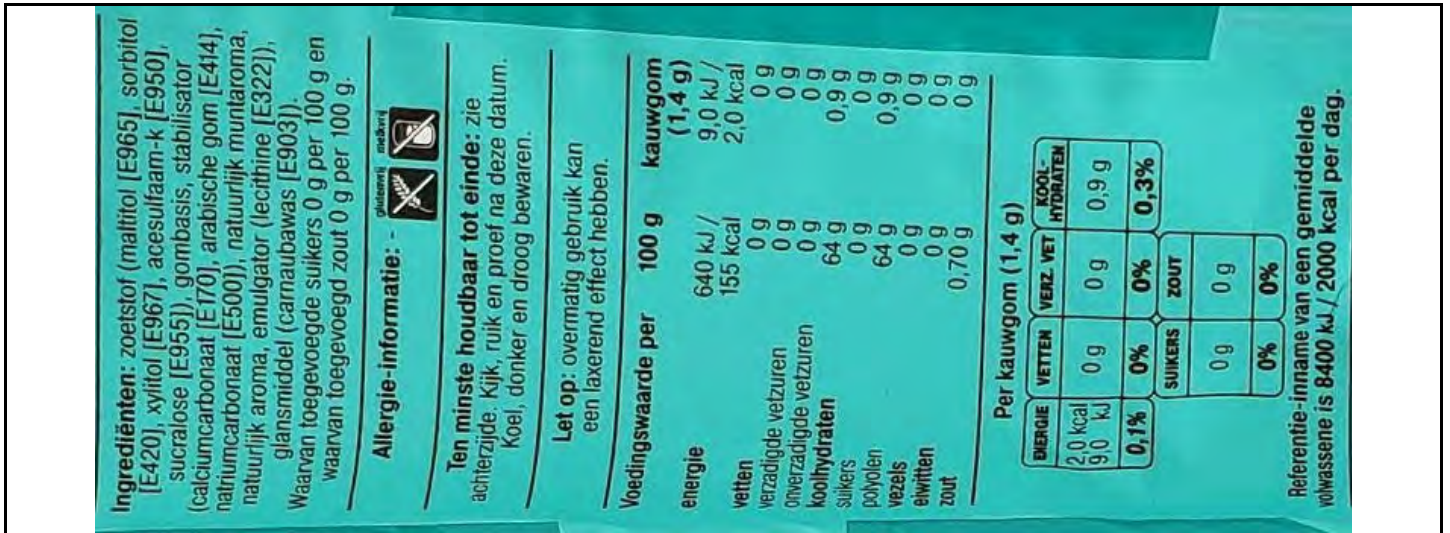 Ingrediënten: zoetstof (maltitol [E965], sorbitol
[E420], xylitol [E967], acesulfaam-k [E950],
sucralose [E955]), gombasis, stabilisator
(calciumcarbonaat [E170], arabische gom [E414],
natriumcarbonaat [E500]), natuurlijk muntaroma,
natuurlijk aroma, emulgator (lecithine [E322]),
glansmiddel (carnaubawas [E903]).
Waarvan toegevoegde suikers 0 g per 100 g en
waarvan toegevoegd zout 0 g per 100 g.
Allergie-informatie: -
glutenvrij melkvrij
Ten minste houdbaar tot einde: zie
achterzijde. Kijk, ruik en proef na deze datum.
Koel, donker en droog bewaren.
Let op: overmatig gebruik kan
een laxerend effect hebben.
Voedingswaarde per 100 g kauwgom
(1,4 g)
energie 640 kJ / 9,0 kJ /
155 kcal 2,0 kcal
vetten 0 g 0 g
verzadigde vetzuren 0 g 0 g
onverzadigde vetzuren 0 g 0 g
koolhydraten 64 g 0,9 g
suikers 0 g 0 g
polyolen 64 g 0,9 g
vezels 0 g 0 g
eiwitten 0 g 0 g
zout 0,70 g 0 g
Per kauwgom (1,4 g)
ENERGIE VETTEN VERZ. VET KOOL-
HYDRATEN
2,0 kcal 0 g 0 g 0,9 g
9,0 kJ
0,1% 0% 0% 0,3%
SUIKERS ZOUT
0 g 0 g
0% 0%
Referentie-inname van een gemiddelde
volwassene is 8400 kJ / 2000 kcal per dag.